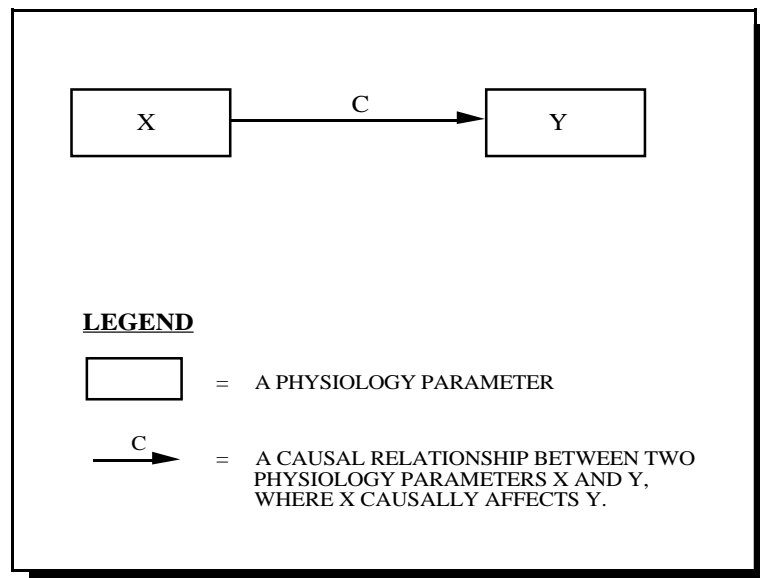 X
C
Y
LEGEND
= A PHYSIOLOGY PARAMETER
C
= A CAUSAL RELATIONSHIP BETWEEN TWO
PHYSIOLOGY PARAMETERS X AND Y,
WHERE X CAUSALLY AFFECTS Y.